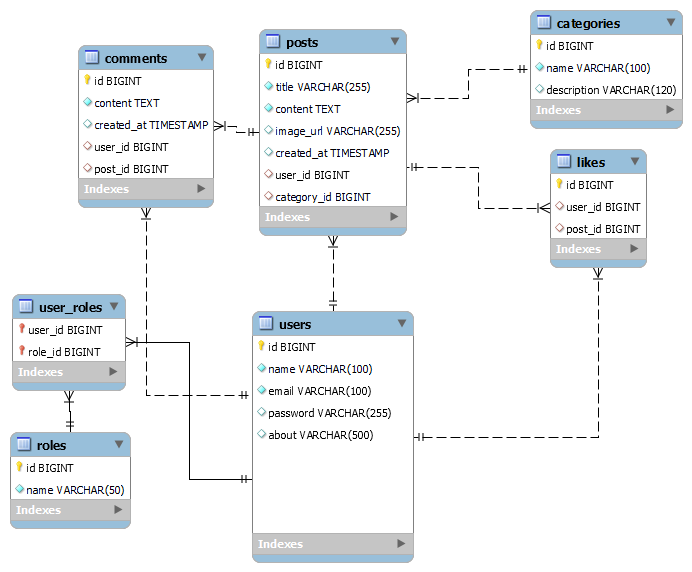 comments
id BIGINT
content TEXT
created_at TIMESTAMP
user_id BIGINT
post_id BIGINT
Indexes
posts
id BIGINT
title VARCHAR(255)
content TEXT
image_url VARCHAR(255)
created_at TIMESTAMP
user_id BIGINT
category_id BIGINT
Indexes
categories
id BIGINT
name VARCHAR(100)
description VARCHAR(120)
Indexes
likes
id BIGINT
user_id BIGINT
post_id BIGINT
Indexes
user_roles
user_id BIGINT
role_id BIGINT
Indexes
users
id BIGINT
name VARCHAR(100)
email VARCHAR(100)
password VARCHAR(255)
about VARCHAR(500)
Indexes
roles
id BIGINT
name VARCHAR(50)
Indexes